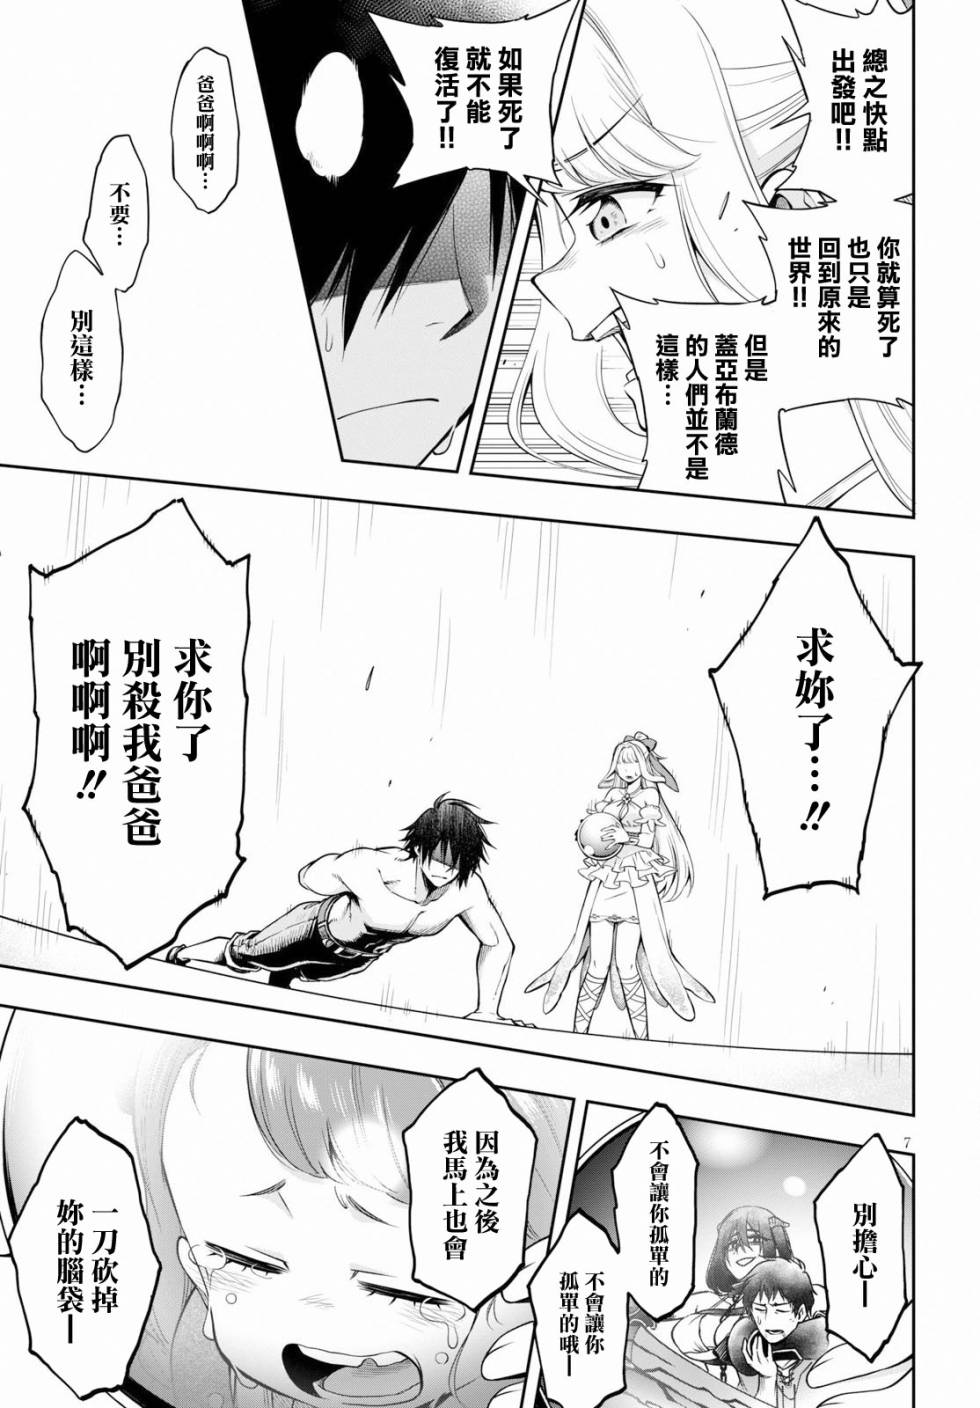 總之快點
出發吧!!
你就算死了
也只是
回到原來的
世界!!
但是
蓋亞布蘭德
的人們並不是
這樣…
如果死了
就不能
復活了!!
爸爸啊啊啊…
不要…
別這樣…
求妳了…!!
求你了
別殺我爸爸
啊啊啊!!
7
別擔心—
不會讓你孤單的
不會讓你
孤單的哦—
因為之後
我馬上也會
一刀砍掉
妳的腦袋—